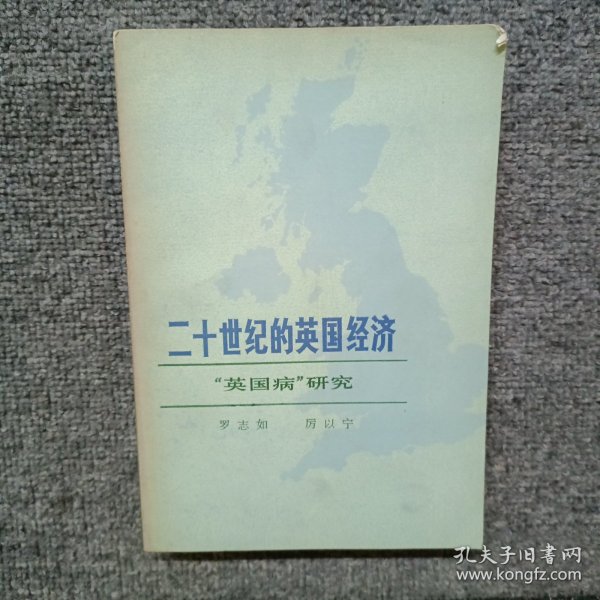 二十世纪的英国经济
“英国病”研究
罗志如 厉以宁
孔夫子旧书网
www.kongfz.com